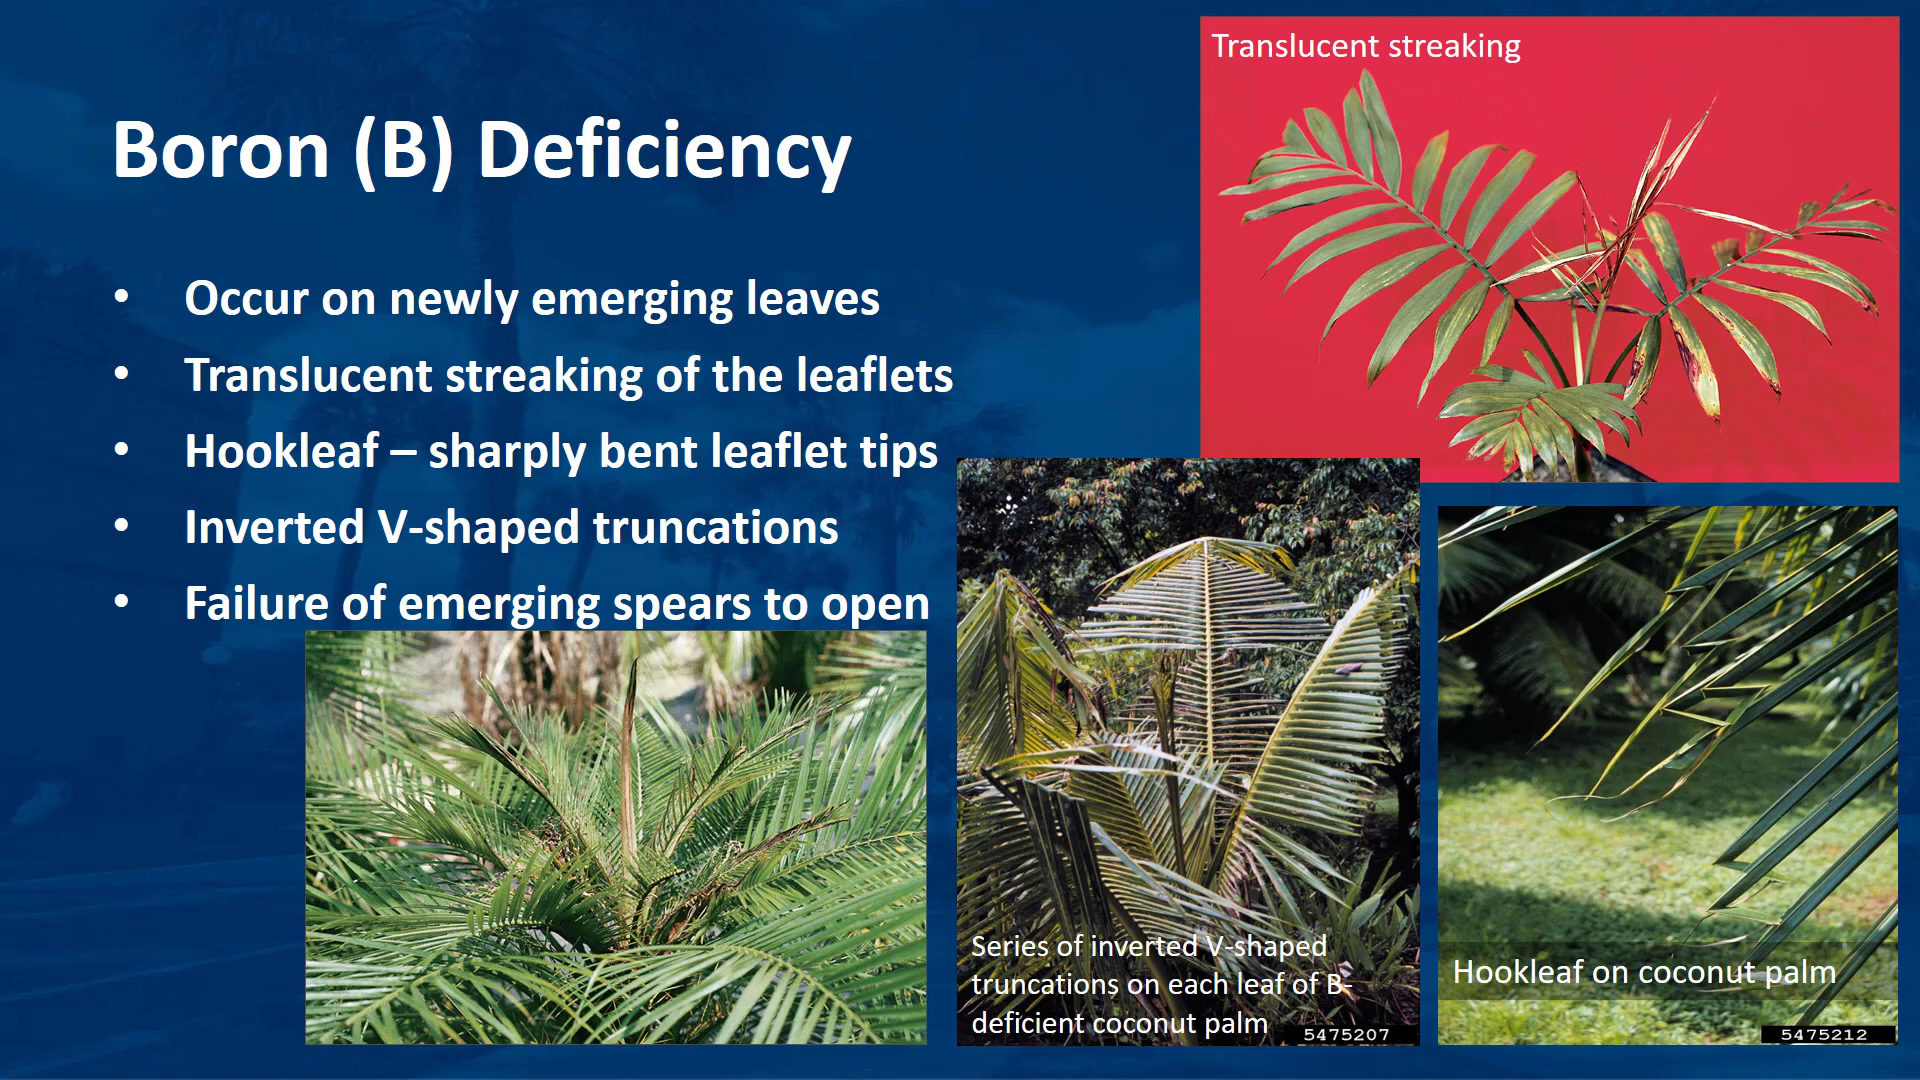 Boron (B) Deficiency
• Occur on newly emerging leaves
• Translucent streaking of the leaflets
• Hookleaf – sharply bent leaflet tips
• Inverted V-shaped truncations
• Failure of emerging spears to open
Translucent streaking
Series of inverted V-shaped
truncations on each leaf of B-
deficient coconut palm
5475207
Hookleaf on coconut palm
5475212